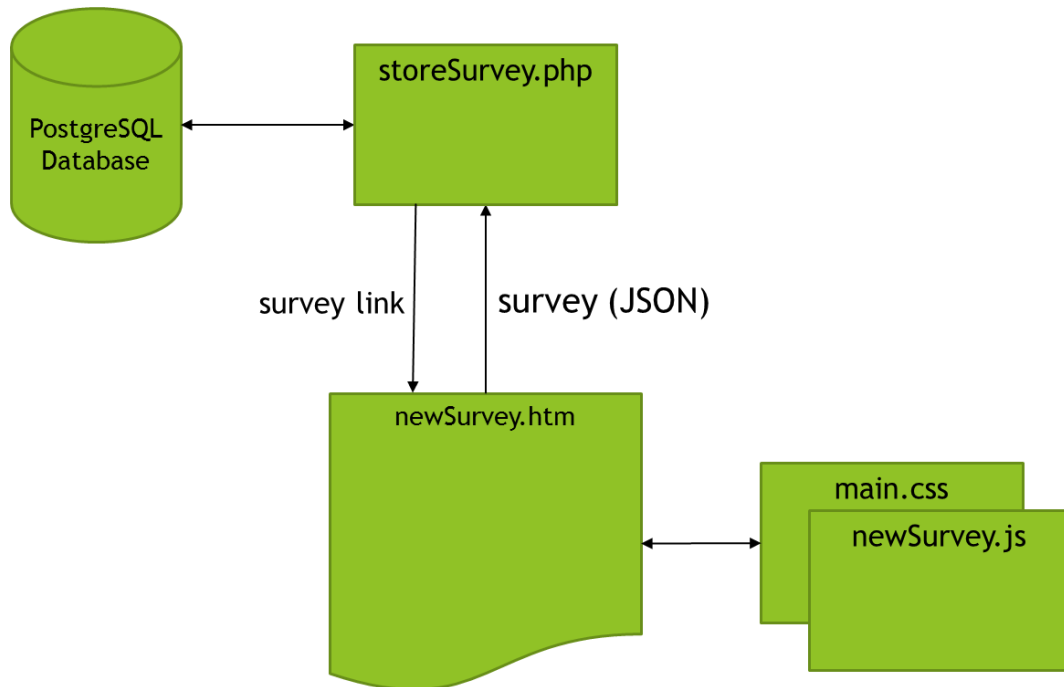 storeSurvey.php
PostgreSQL
Database
survey link
survey (JSON)
newSurvey.htm
main.css
newSurvey.js